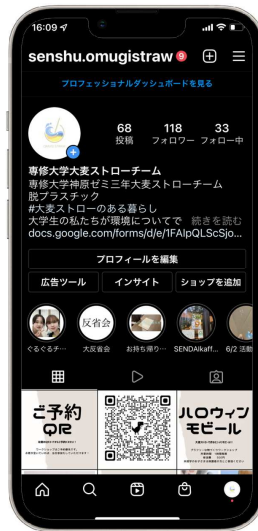 16:09
senshu.omugistraw 9
プロフェッショナルダッシュボードを見る
68 118 33
投稿 フォロワー フォロー中
専修大学大麦ストローチーム
専修大学神原ゼミ三年大麦ストローチーム
脱プラスチック
#大麦ストローのある暮らし
大学生の私たちが環境についてで 続きを読む
docs.google.com/forms/d/e/1FAIpQLScSjo...
プロフィールを編集
広告ツール インサイト ショップを追加
反省会
ぐるぐるチ… 大反省会 お持ち帰り… SENDAIkaff... 6/2 活動
ご予約
QR
ハロウィン
モビール